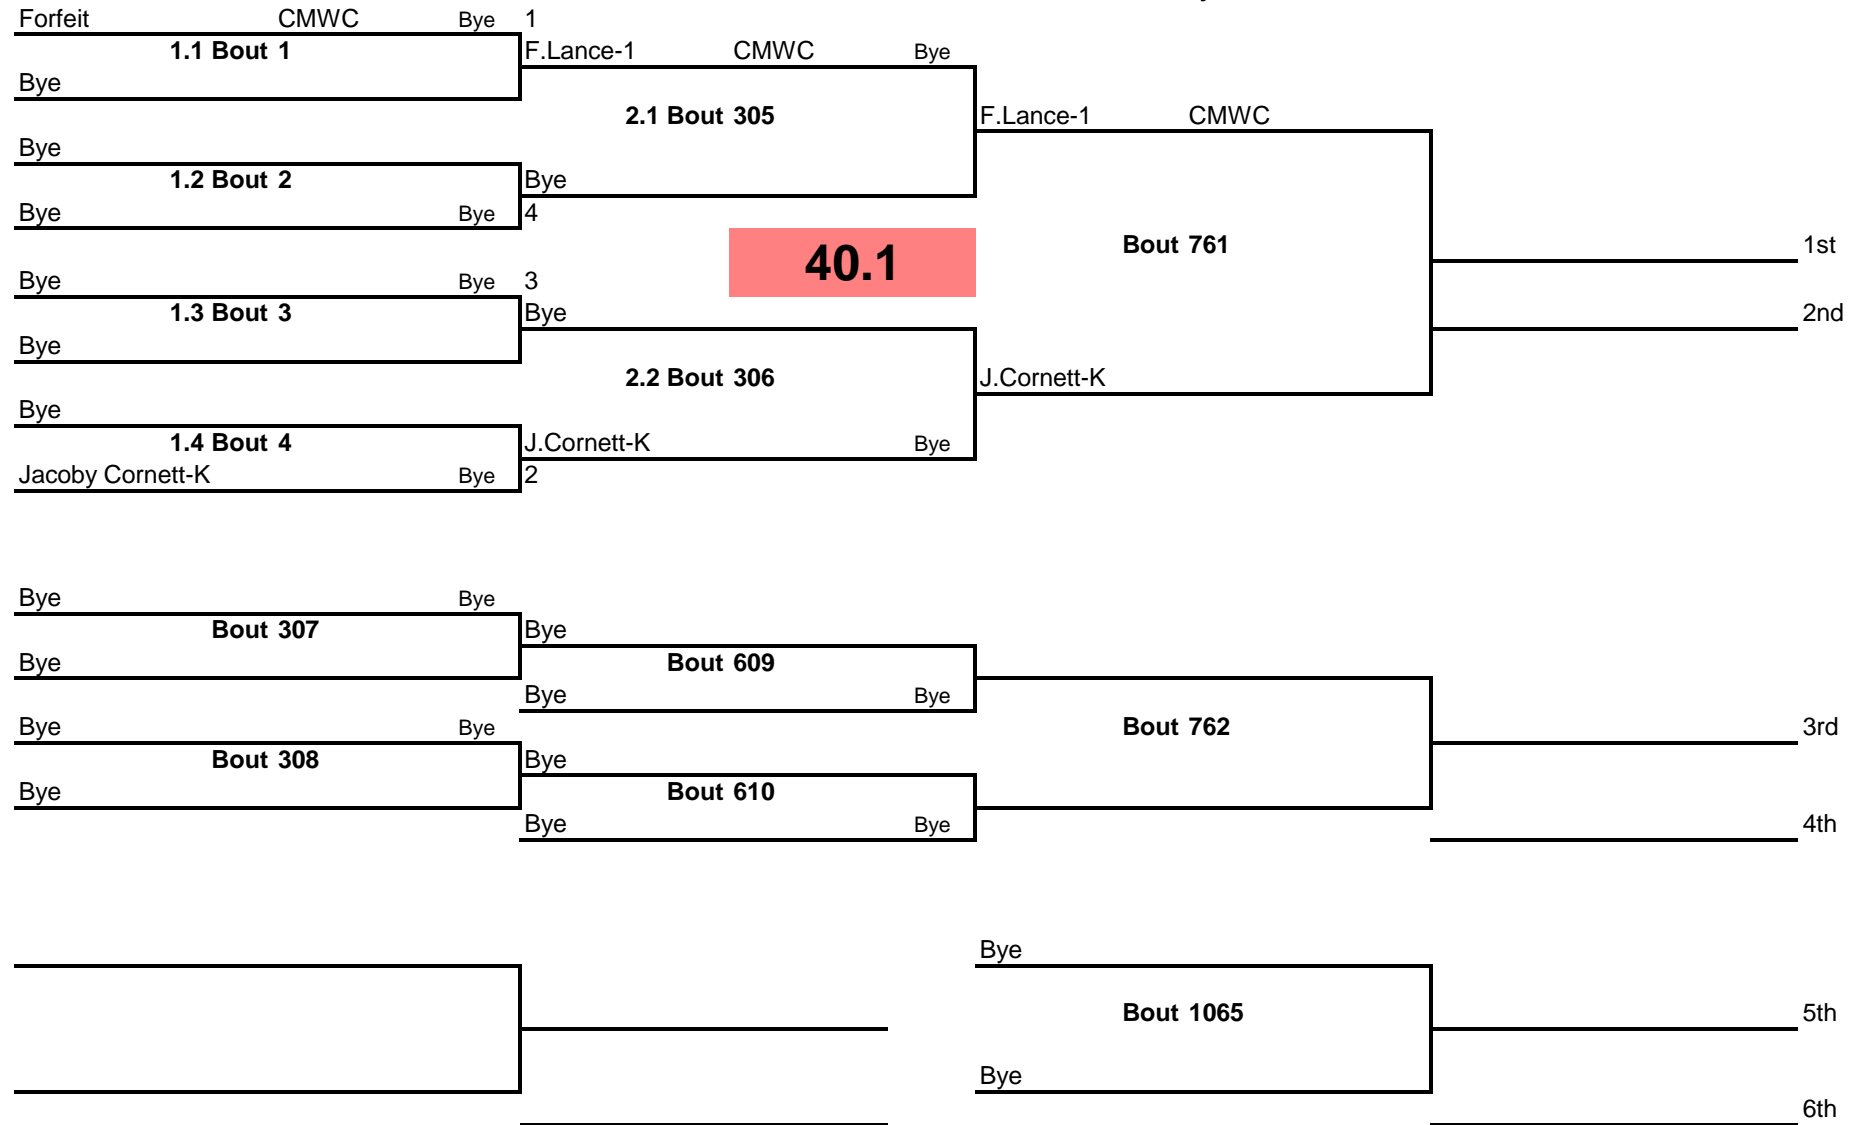 Forfeit CMWC Bye 1
1.1 Bout 1 F.Lance-1 CMWC Bye
Bye
2.1 Bout 305 F.Lance-1 CMWC
Bye
1.2 Bout 2 Bye
Bye Bye 4
40.1 Bout 761 1st
Bye Bye 3
1.3 Bout 3 Bye 2nd
Bye
2.2 Bout 306 J.Cornett-K
Bye
1.4 Bout 4 J.Cornett-K Bye
Jacoby Cornett-K Bye 2
Bye Bye
Bout 307 Bye
Bye Bout 609
Bye Bye
Bye Bye Bout 762 3rd
Bout 308 Bye
Bye Bout 610
Bye Bye 4th
Bye
Bout 1065 5th
Bye
6th